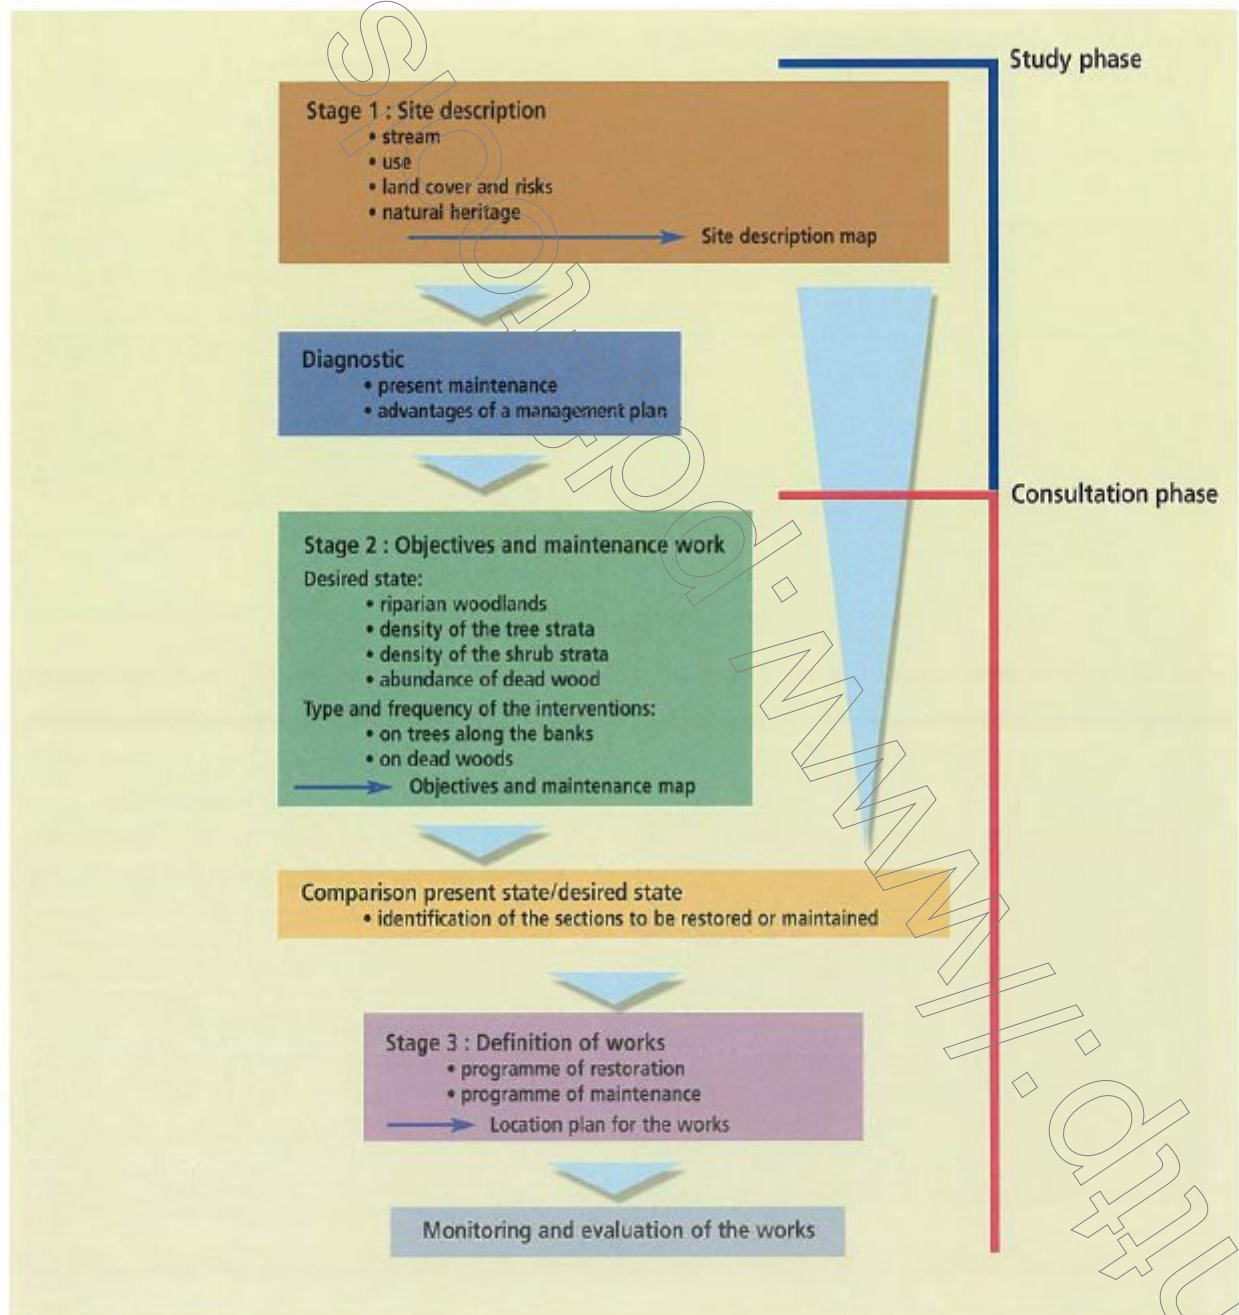 Study phase
Stage 1 : Site description
• stream
• use
• land cover and risks
• natural heritage
Site description map
Diagnostic
• present maintenance
• advantages of a management plan
Consultation phase
Stage 2 : Objectives and maintenance work
Desired state:
• riparian woodlands
• density of the tree strata
• density of the shrub strata
• abundance of dead wood
Type and frequency of the interventions:
• on trees along the banks
• on dead woods
Objectives and maintenance map
Comparison present state/desired state
• identification of the sections to be restored or maintained
Stage 3 : Definition of works
• programme of restoration
• programme of maintenance
Location plan for the works
Monitoring and evaluation of the works